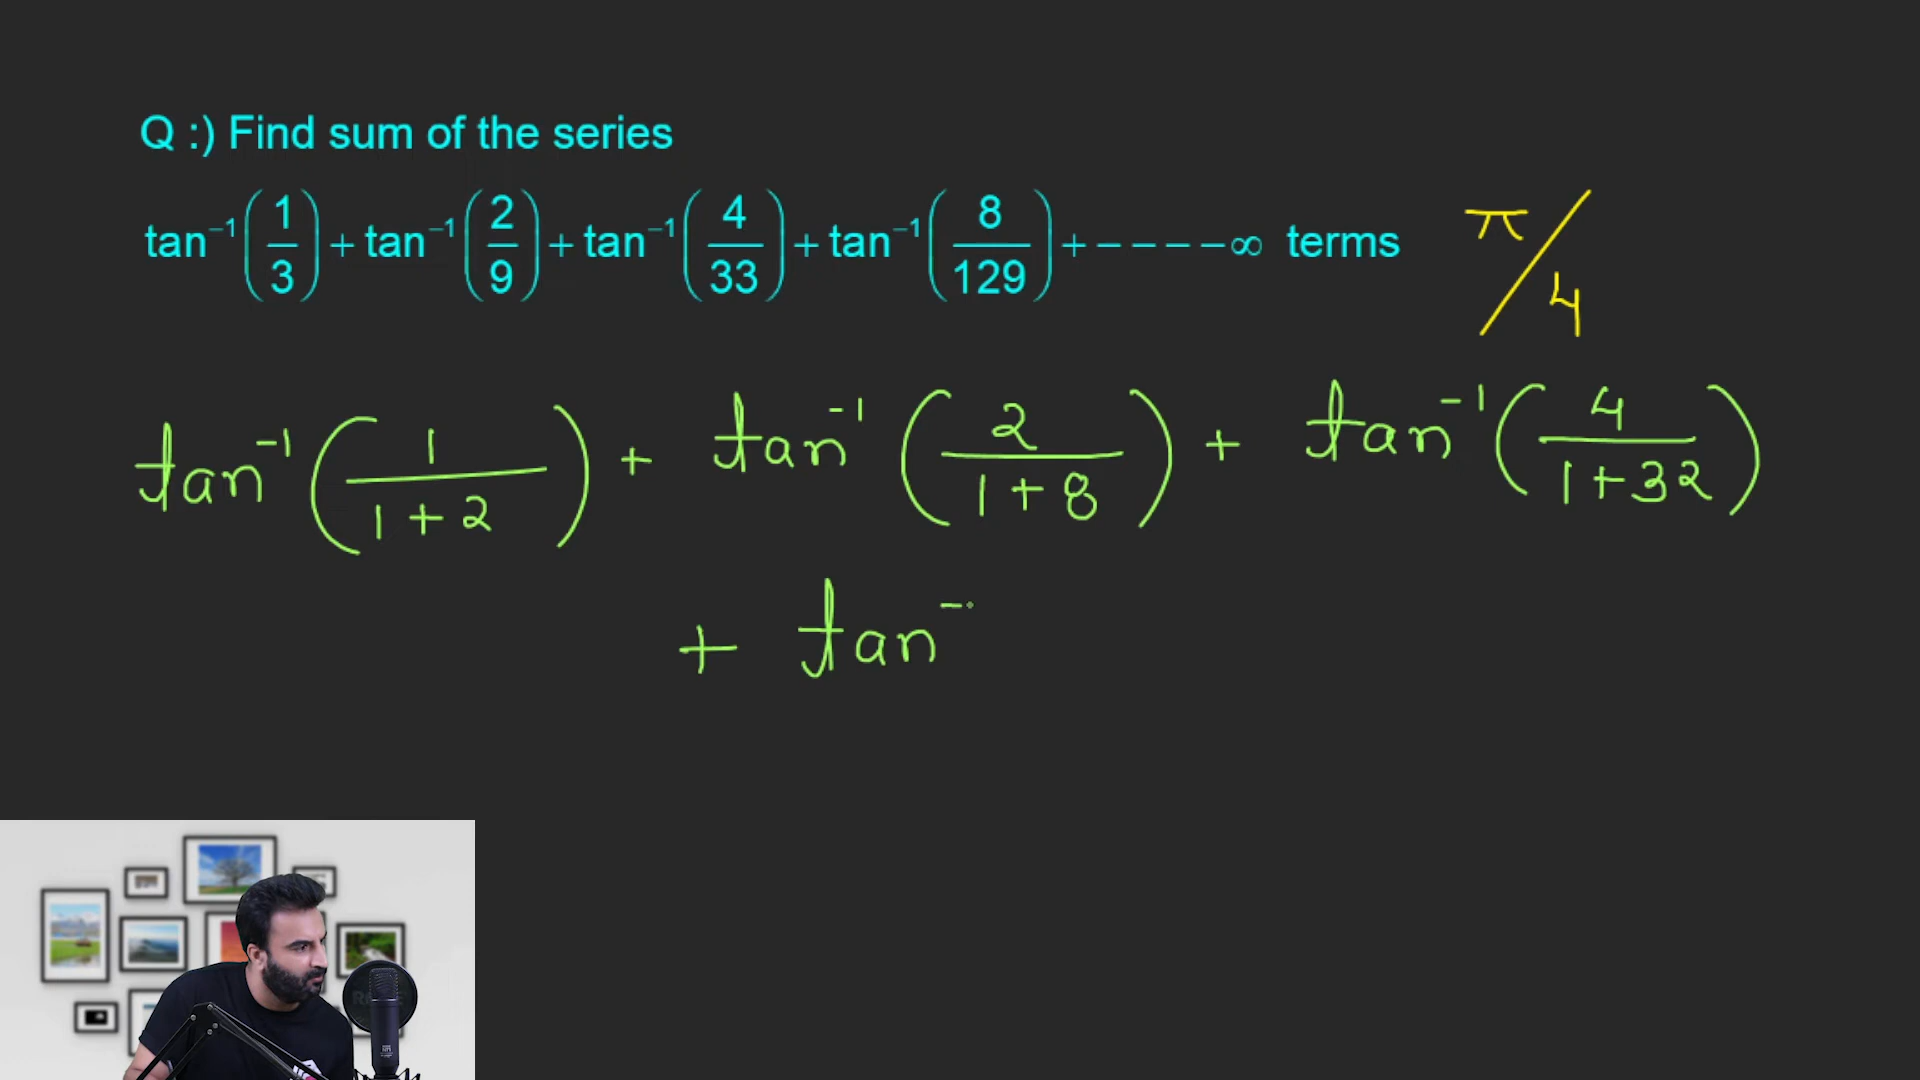 Q :) Find sum of the series
tan⁻¹(1/3) + tan⁻¹(2/9) + tan⁻¹(4/33) + tan⁻¹(8/129) + - - - - ∞ terms
π/4
tan⁻¹(1/(1+2)) + tan⁻¹(2/(1+8)) + tan⁻¹(4/(1+32))
+ tan⁻